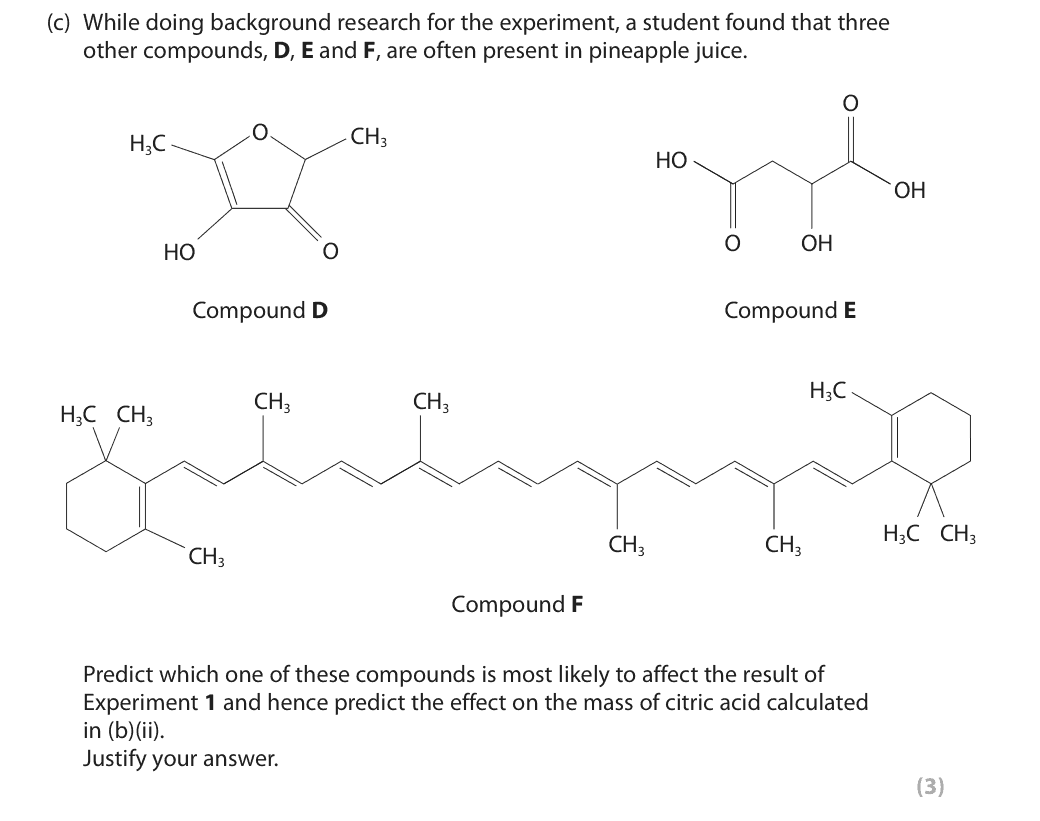 (c) While doing background research for the experiment, a student found that three
other compounds, D, E and F, are often present in pineapple juice.
H₃C
O
CH₃
HO
O
Compound D
O
HO
OH
O
OH
Compound E
H₃C CH₃
CH₃
CH₃
H₃C
CH₃
CH₃
CH₃
H₃C CH₃
Compound F
Predict which one of these compounds is most likely to affect the result of
Experiment 1 and hence predict the effect on the mass of citric acid calculated
in (b)(ii).
Justify your answer.
(3)